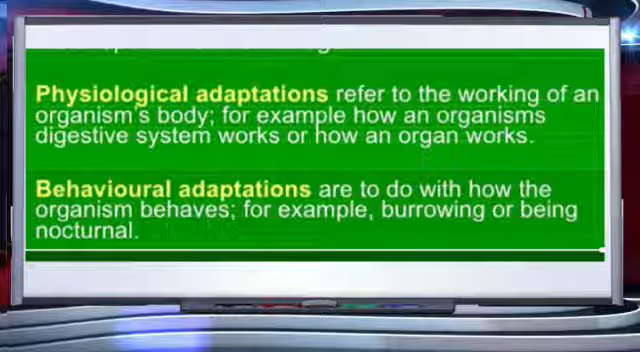 Physiological adaptations refer to the working of an
organism's body; for example how an organisms
digestive system works or how an organ works.
Behavioural adaptations are to do with how the
organism behaves; for example, burrowing or being
nocturnal.